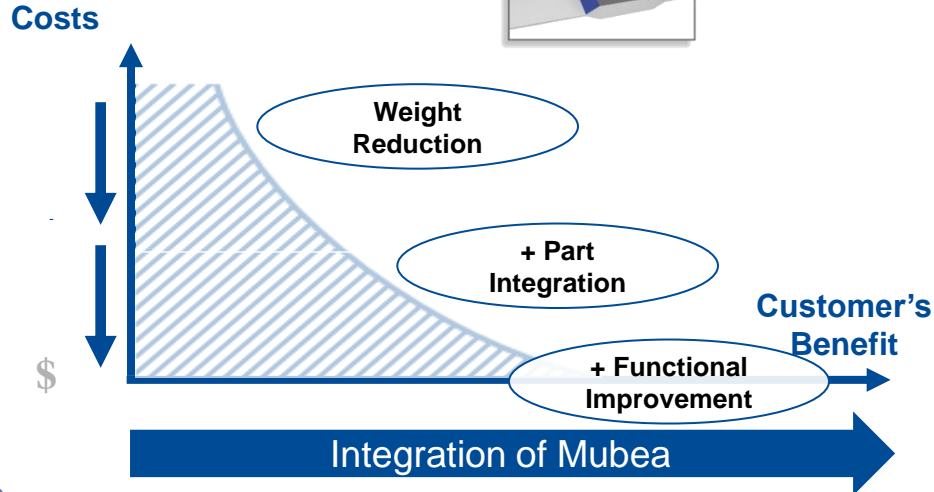 Costs
Weight
Reduction
+ Part
Integration
Customer's
Benefit
$
+ Functional
Improvement
Integration of Mubea